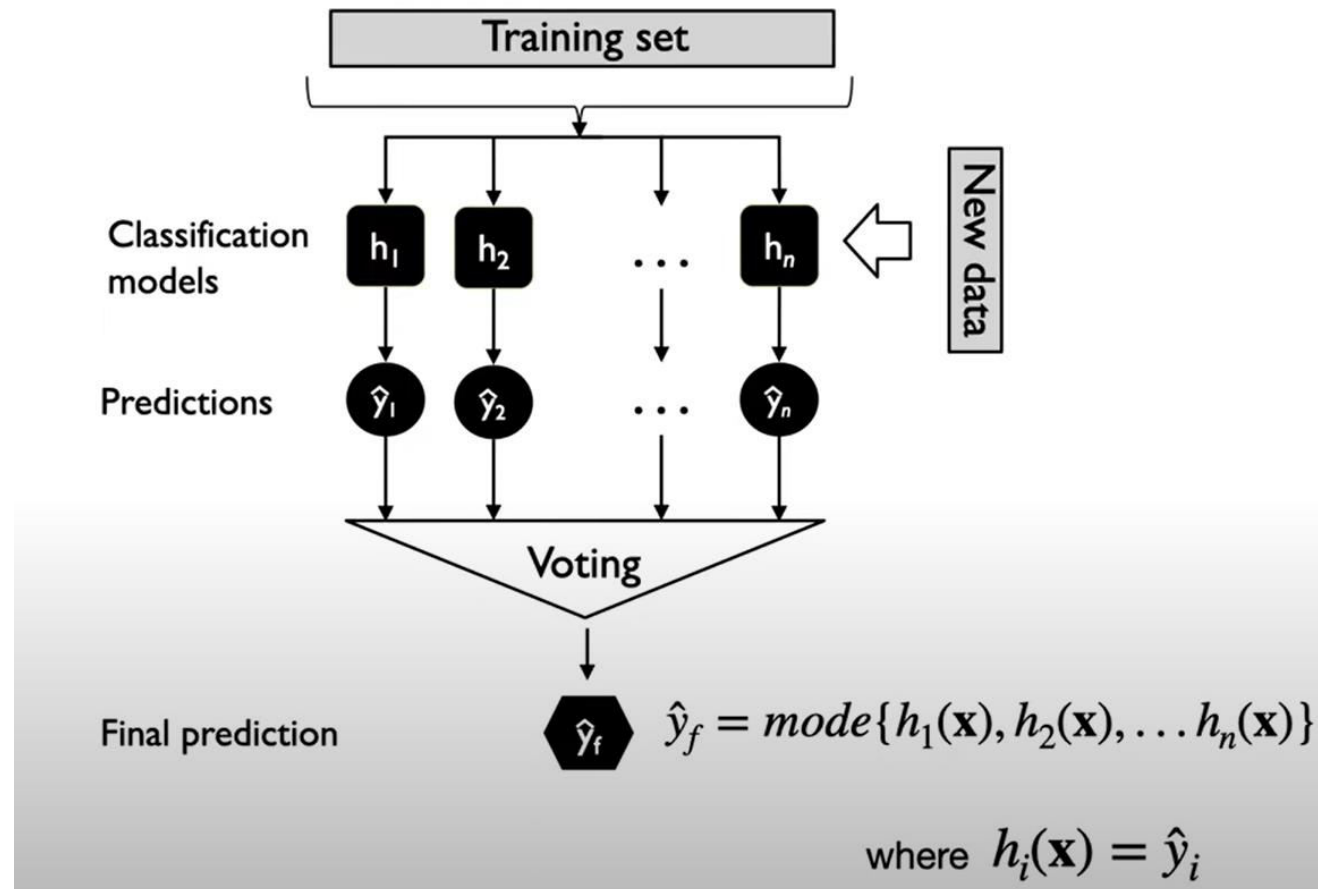 Training set
New data
Classification
models
h₁
h₂
...
hₙ
Predictions
ŷ₁
ŷ₂
...
ŷₙ
Voting
Final prediction
ŷf
ŷf = mode{h₁(x), h₂(x), . . . hₙ(x)}
where hᵢ(x) = ŷᵢ